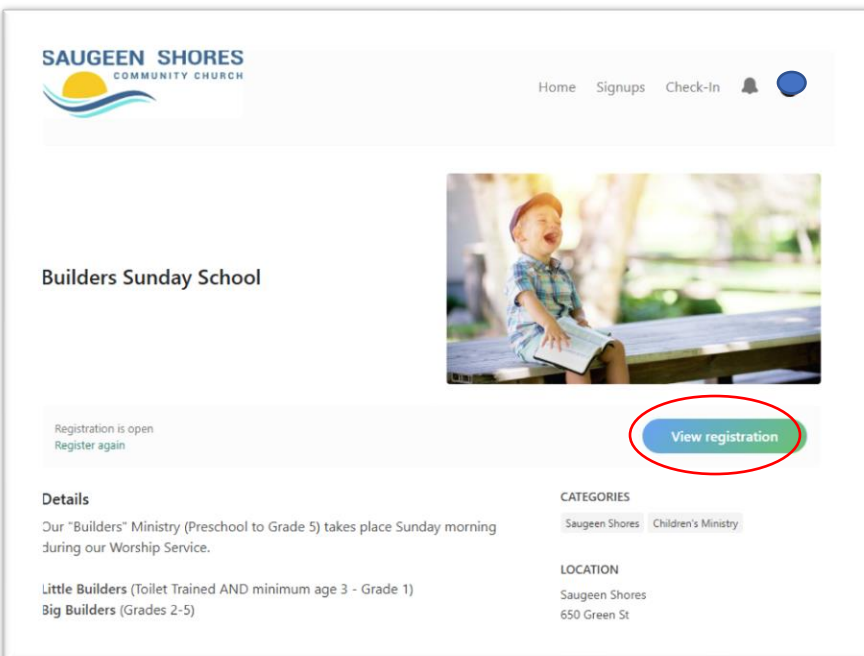 SAUGEEN SHORES
COMMUNITY CHURCH
Home Signups Check-In
Builders Sunday School
Registration is open
Register again
View registration
Details
Our "Builders" Ministry (Preschool to Grade 5) takes place Sunday morning
during our Worship Service.
Little Builders (Toilet Trained AND minimum age 3 - Grade 1)
Big Builders (Grades 2-5)
CATEGORIES
Saugeen Shores Children's Ministry
LOCATION
Saugeen Shores
650 Green St